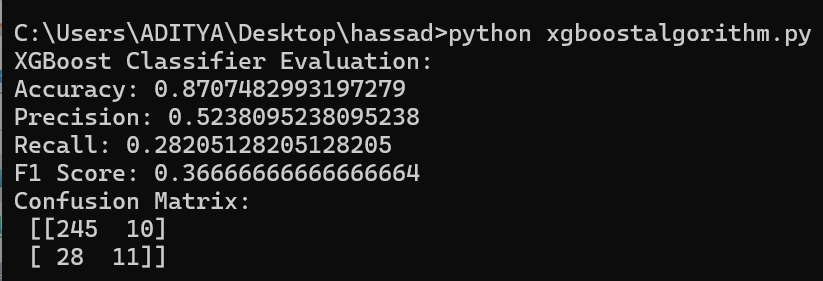 C:\Users\ADITYA\Desktop\hassad>python xgboostalgorithm.py
XGBoost Classifier Evaluation:
Accuracy: 0.8707482993197279
Precision: 0.5238095238095238
Recall: 0.28205128205128205
F1 Score: 0.36666666666666664
Confusion Matrix:
 [[245  10]
 [ 28  11]]